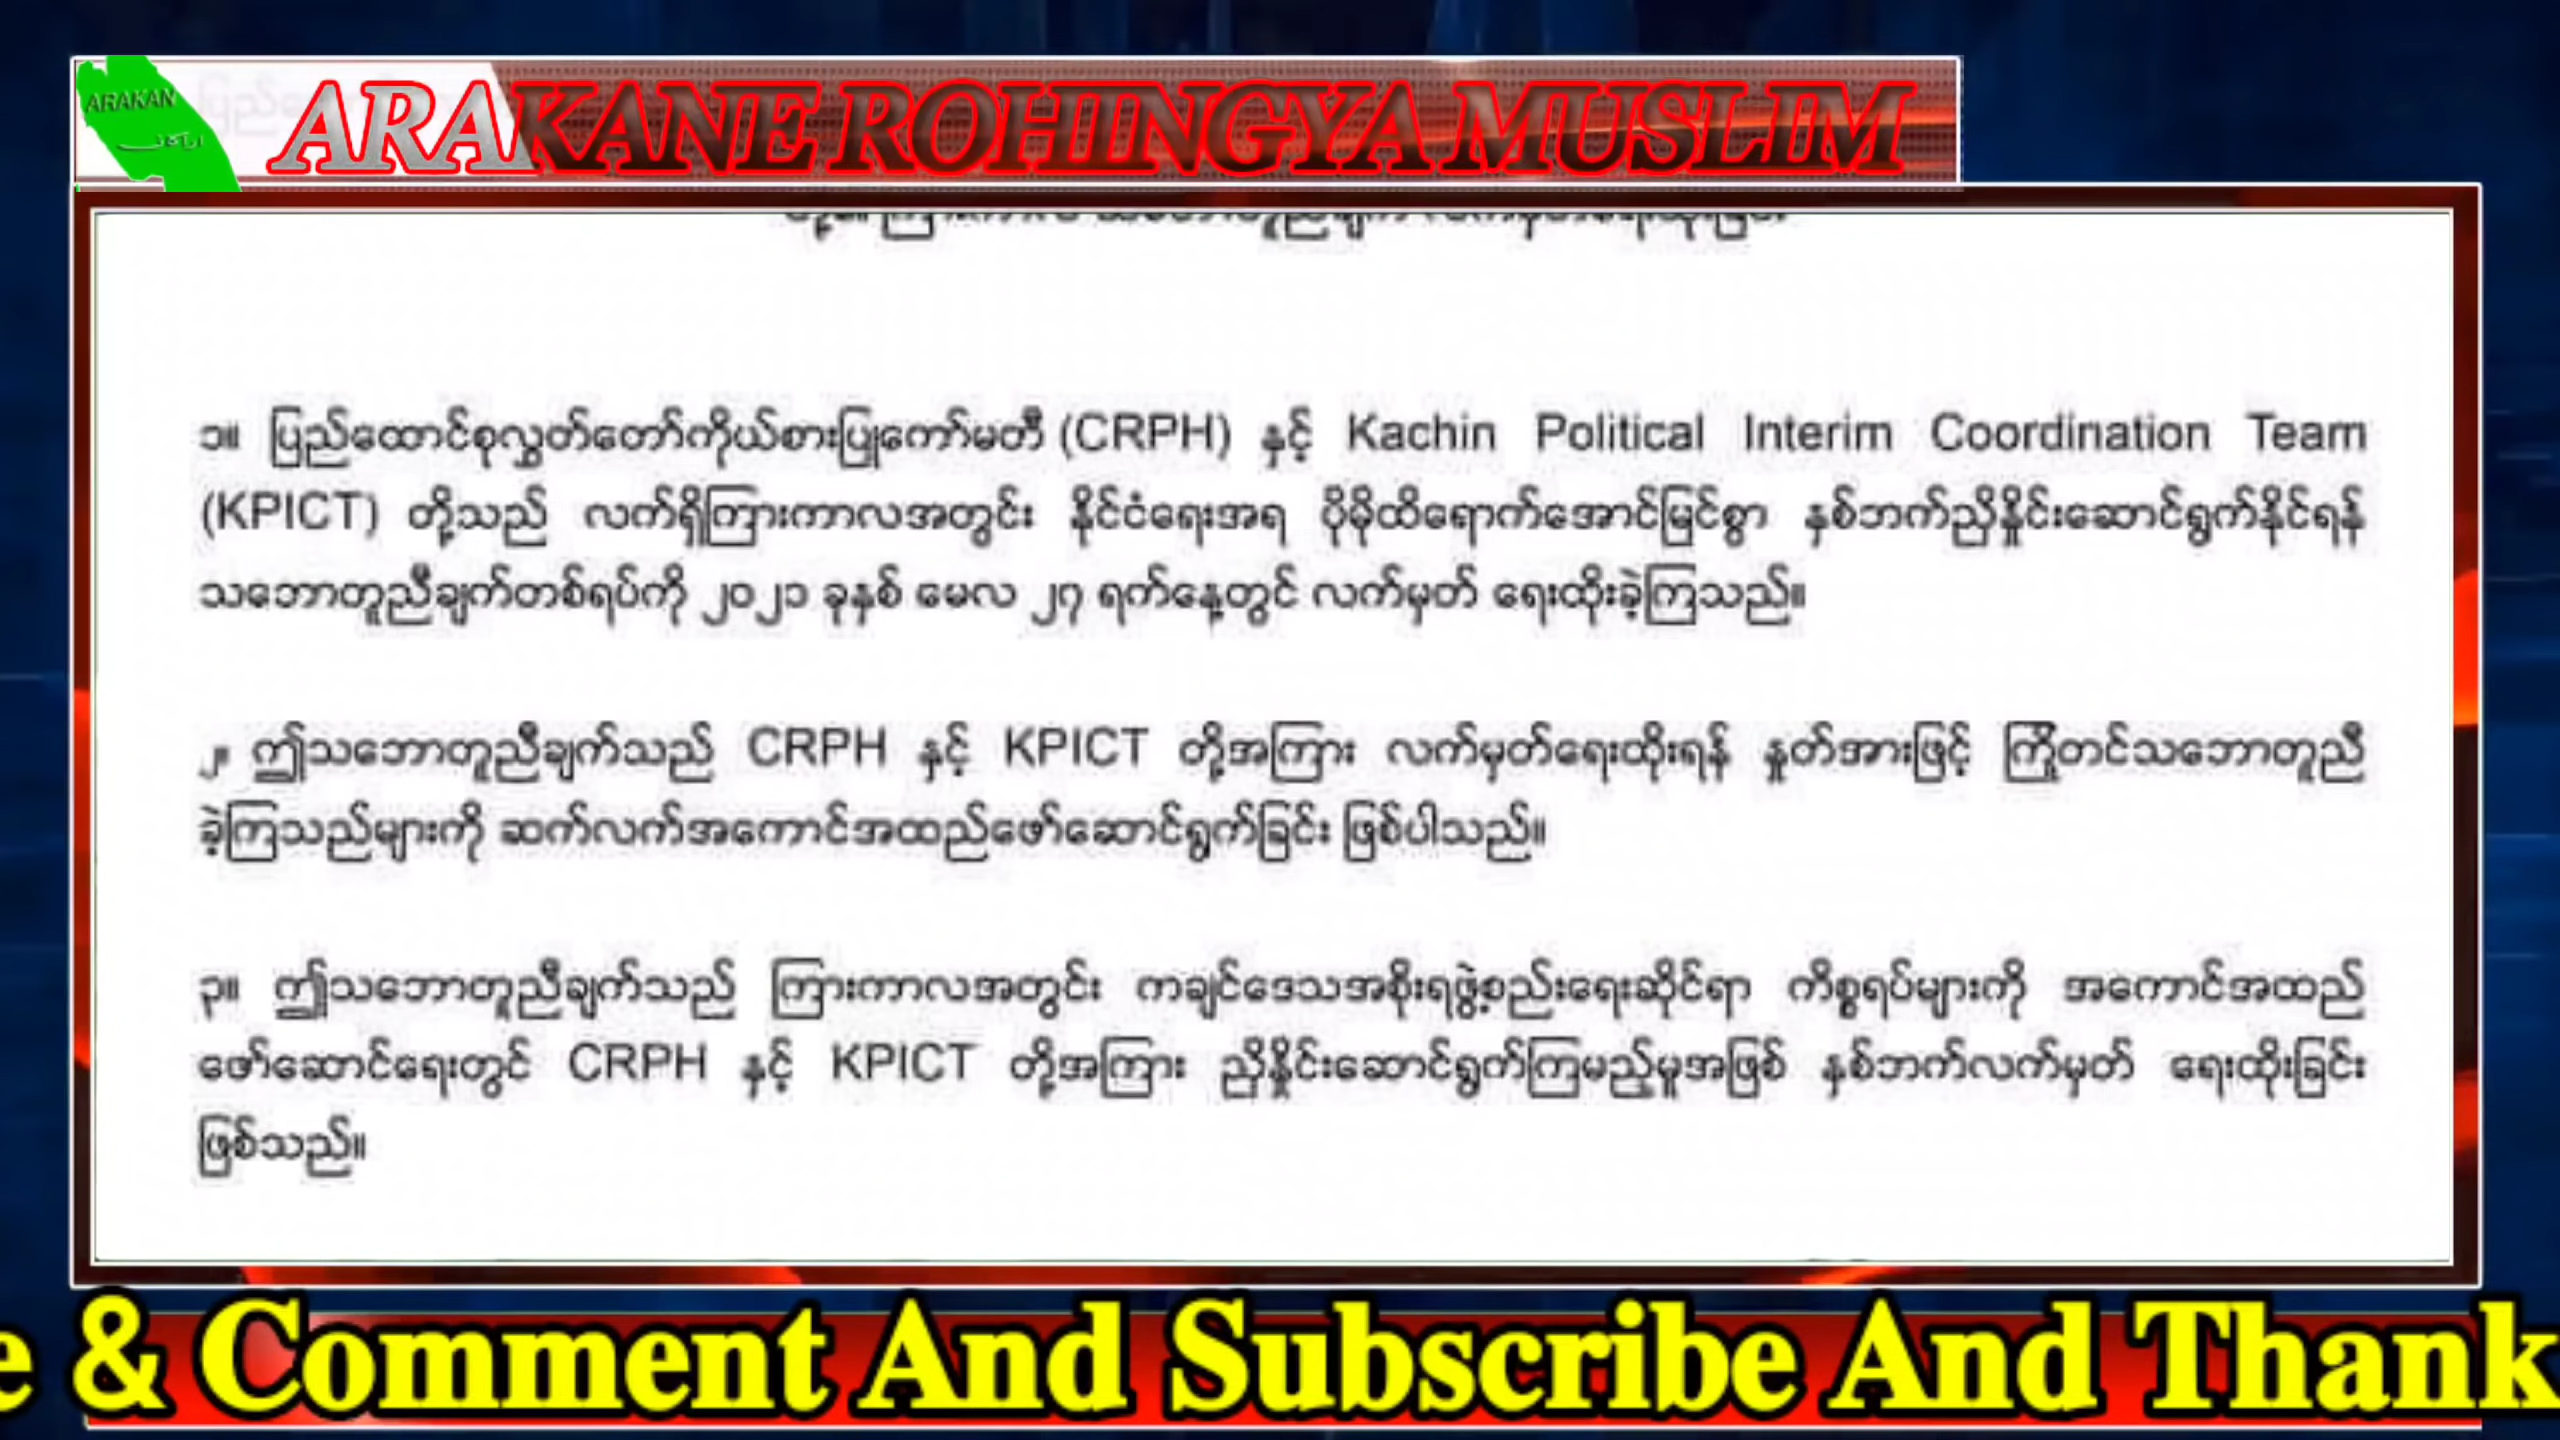 ARAKAN
ARAKANE ROHINGYA MUSLIM
၁။ ပြည်ထောင်စုလွှတ်တော်ကိုယ်စားပြုကော်မတီ (CRPH) နှင့် Kachin Political Interim Coordination Team
(KPICT) တို့သည် လက်ရှိကြားကာလအတွင်း နိုင်ငံရေးအရ ပိုမိုထိရောက်အောင်မြင်စွာ နှစ်ဘက်ညှိနှိုင်းဆောင်ရွက်နိုင်ရန်
သဘောတူညီချက်တစ်ရပ်ကို ၂၀၂၁ ခုနှစ် မေလ ၂၇ ရက်နေ့တွင် လက်မှတ် ရေးထိုးခဲ့ကြသည်။
၂။ ဤသဘောတူညီချက်သည် CRPH နှင့် KPICT တို့အကြား လက်မှတ်ရေးထိုးရန် နှုတ်အားဖြင့် ကြိုတင်သဘောတူညီ
ခဲ့ကြသည်များကို ဆက်လက်အကောင်အထည်ဖော်ဆောင်ရွက်ခြင်း ဖြစ်ပါသည်။
၃။ ဤသဘောတူညီချက်သည် ကြားကာလအတွင်း ကချင်ဒေသအစိုးရဖွဲ့စည်းရေးဆိုင်ရာ ကိစ္စရပ်များကို အကောင်အထည်
ဖော်ဆောင်ရေးတွင် CRPH နှင့် KPICT တို့အကြား ညှိနှိုင်းဆောင်ရွက်ကြမည့်မူအဖြစ် နှစ်ဘက်လက်မှတ် ရေးထိုးခြင်း
ဖြစ်သည်။
e & Comment And Subscribe And Thank